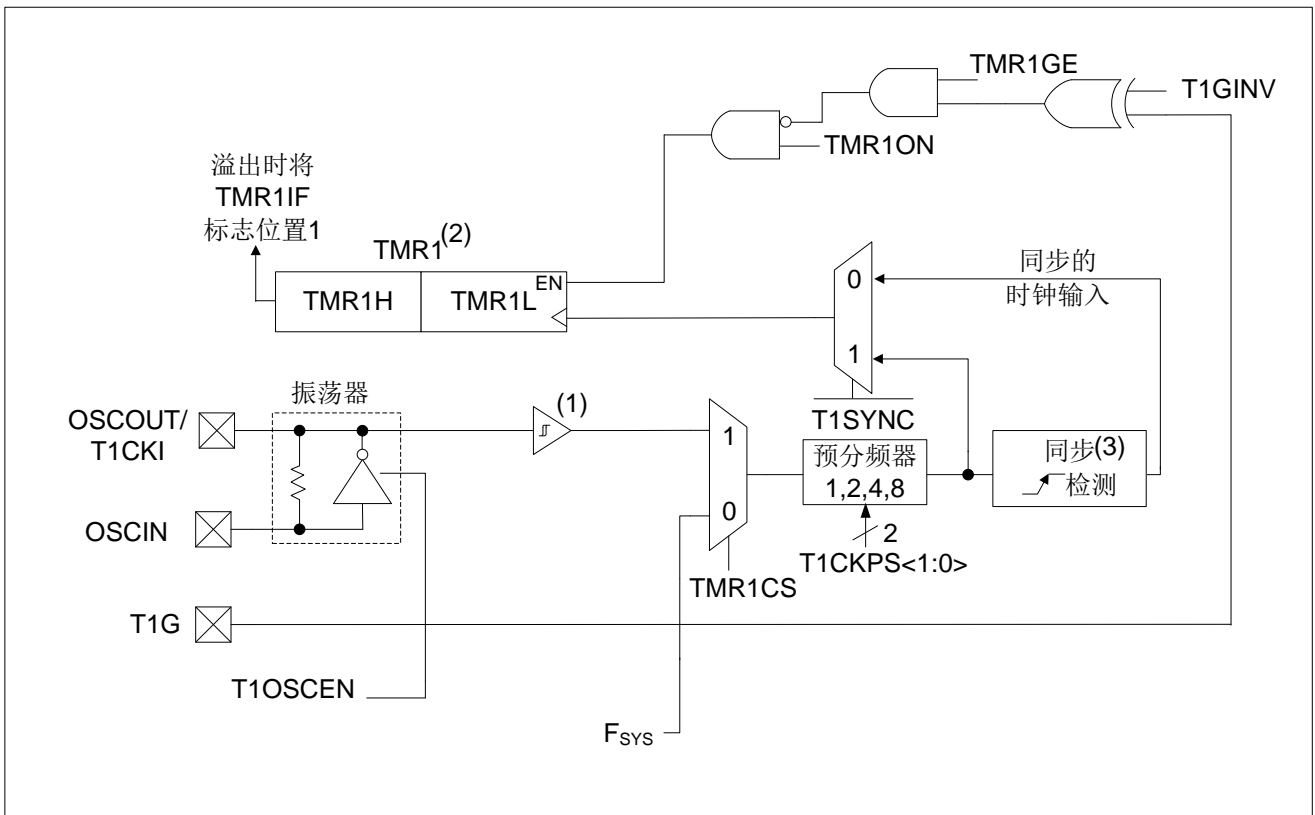 TMR1GE
T1GINV
TMR1ON
溢出时将
TMR1IF
标志位置1
TMR1(2)
EN
TMR1H
TMR1L
0
1
同步的
时钟输入
T1SYNC
振荡器
OSCOUT/
T1CKI
(1)
1
0
预分频器
1,2,4,8
同步(3)
检测
OSCIN
2
T1CKPS<1:0>
TMR1CS
T1G
T1OSCEN
FSYS